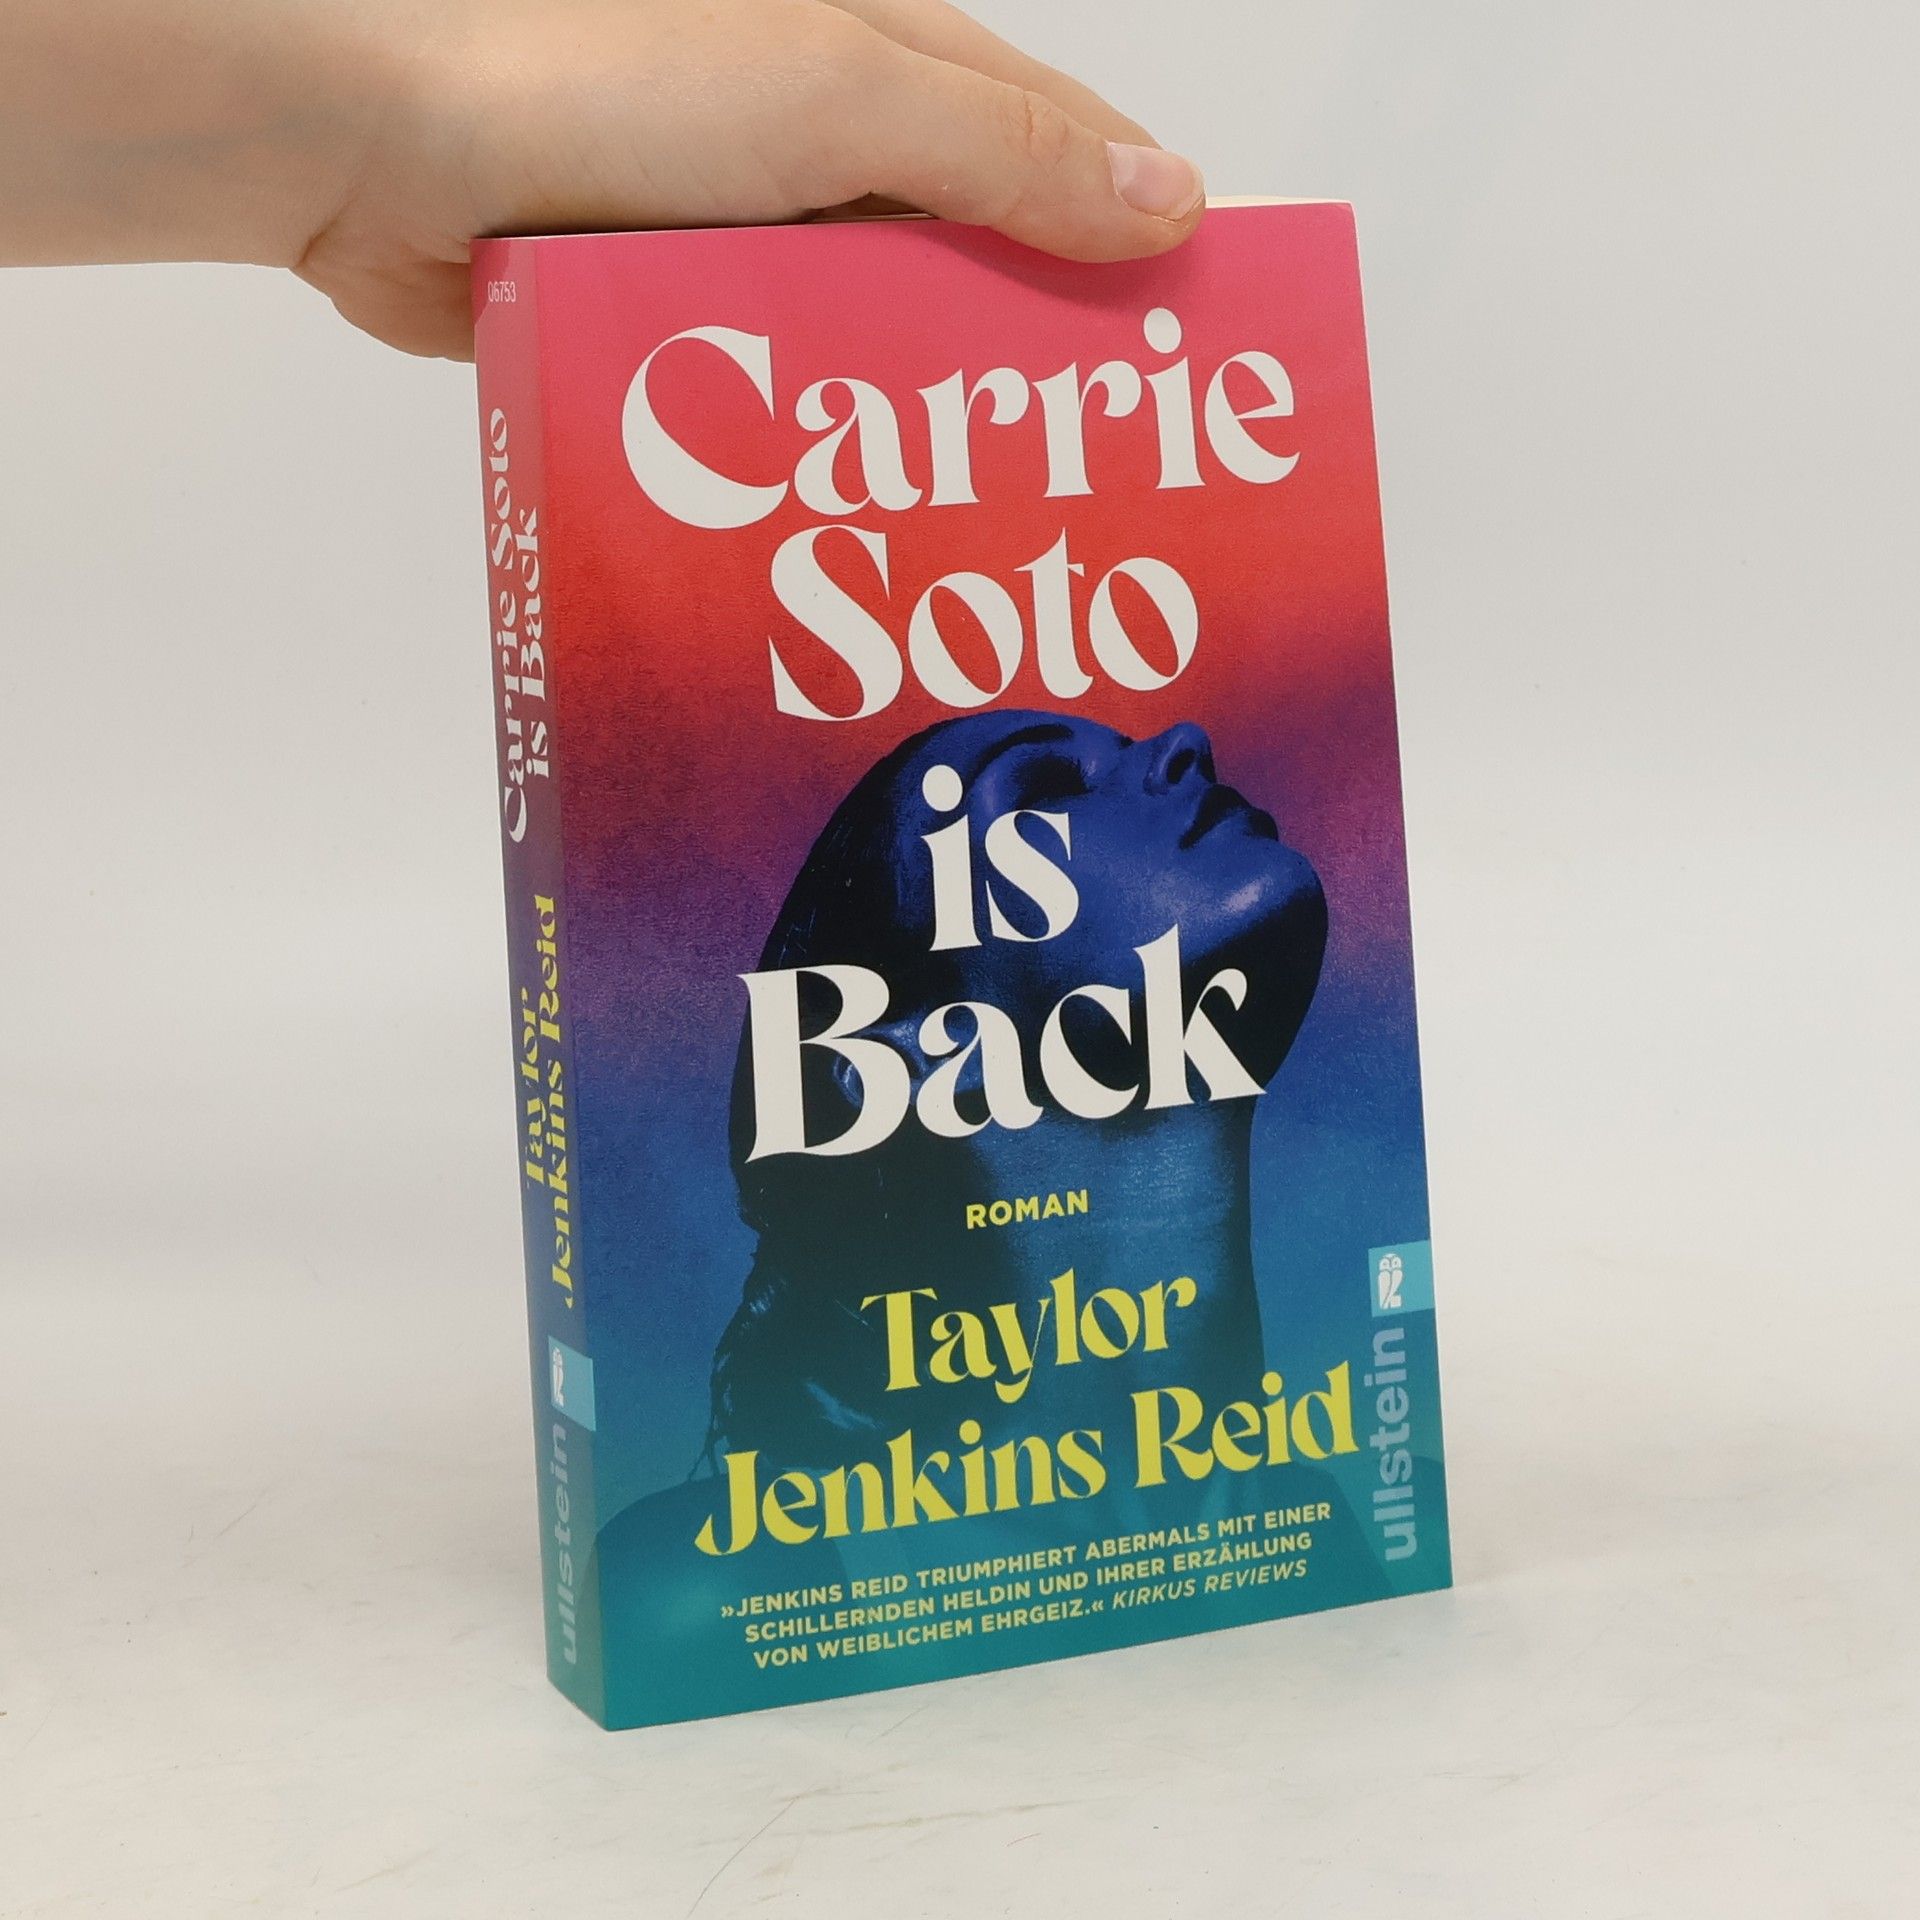 06753
Carrie Soto
is Back
Taylor
Jenkins Reid
ullstein
Carrie
Soto
is
Back
ROMAN
Taylor
Jenkins Reid
»JENKINS REID TRIUMPHIERT ABERMALS MIT EINER
SCHILLERNDEN HELDIN UND IHRER ERZÄHLUNG
VON WEIBLICHEM EHRGEIZ.« KIRKUS REVIEWS
ullstein